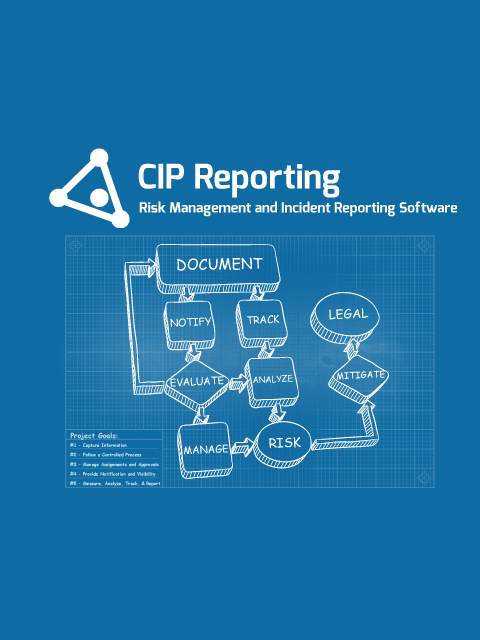 CIP Reporting
Risk Management and Incident Reporting Software
DOCUMENT
NOTIFY
TRACK
LEGAL
EVALUATE
ANALYZE
MITIGATE
MANAGE
RISK
Project Goals:
#1 - Capture Information
#2 - Follow a Controlled Process
#3 - Manage Assignments and Approvals
#4 - Provide Notification and Visibility
#5 - Measure, Analyze, Track, & Report